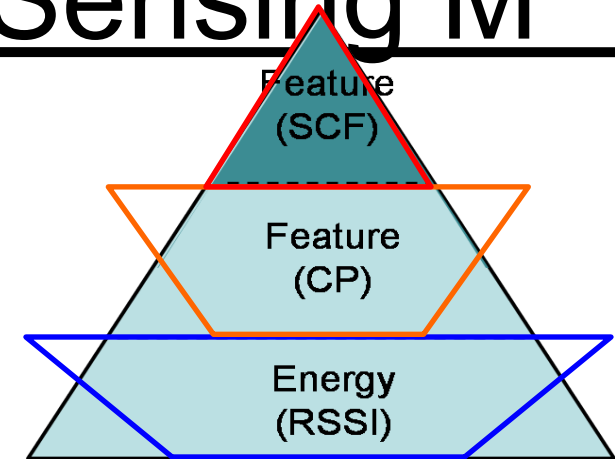 Sensing M
Feature
(SCF)
Feature
(CP)
Energy
(RSSI)